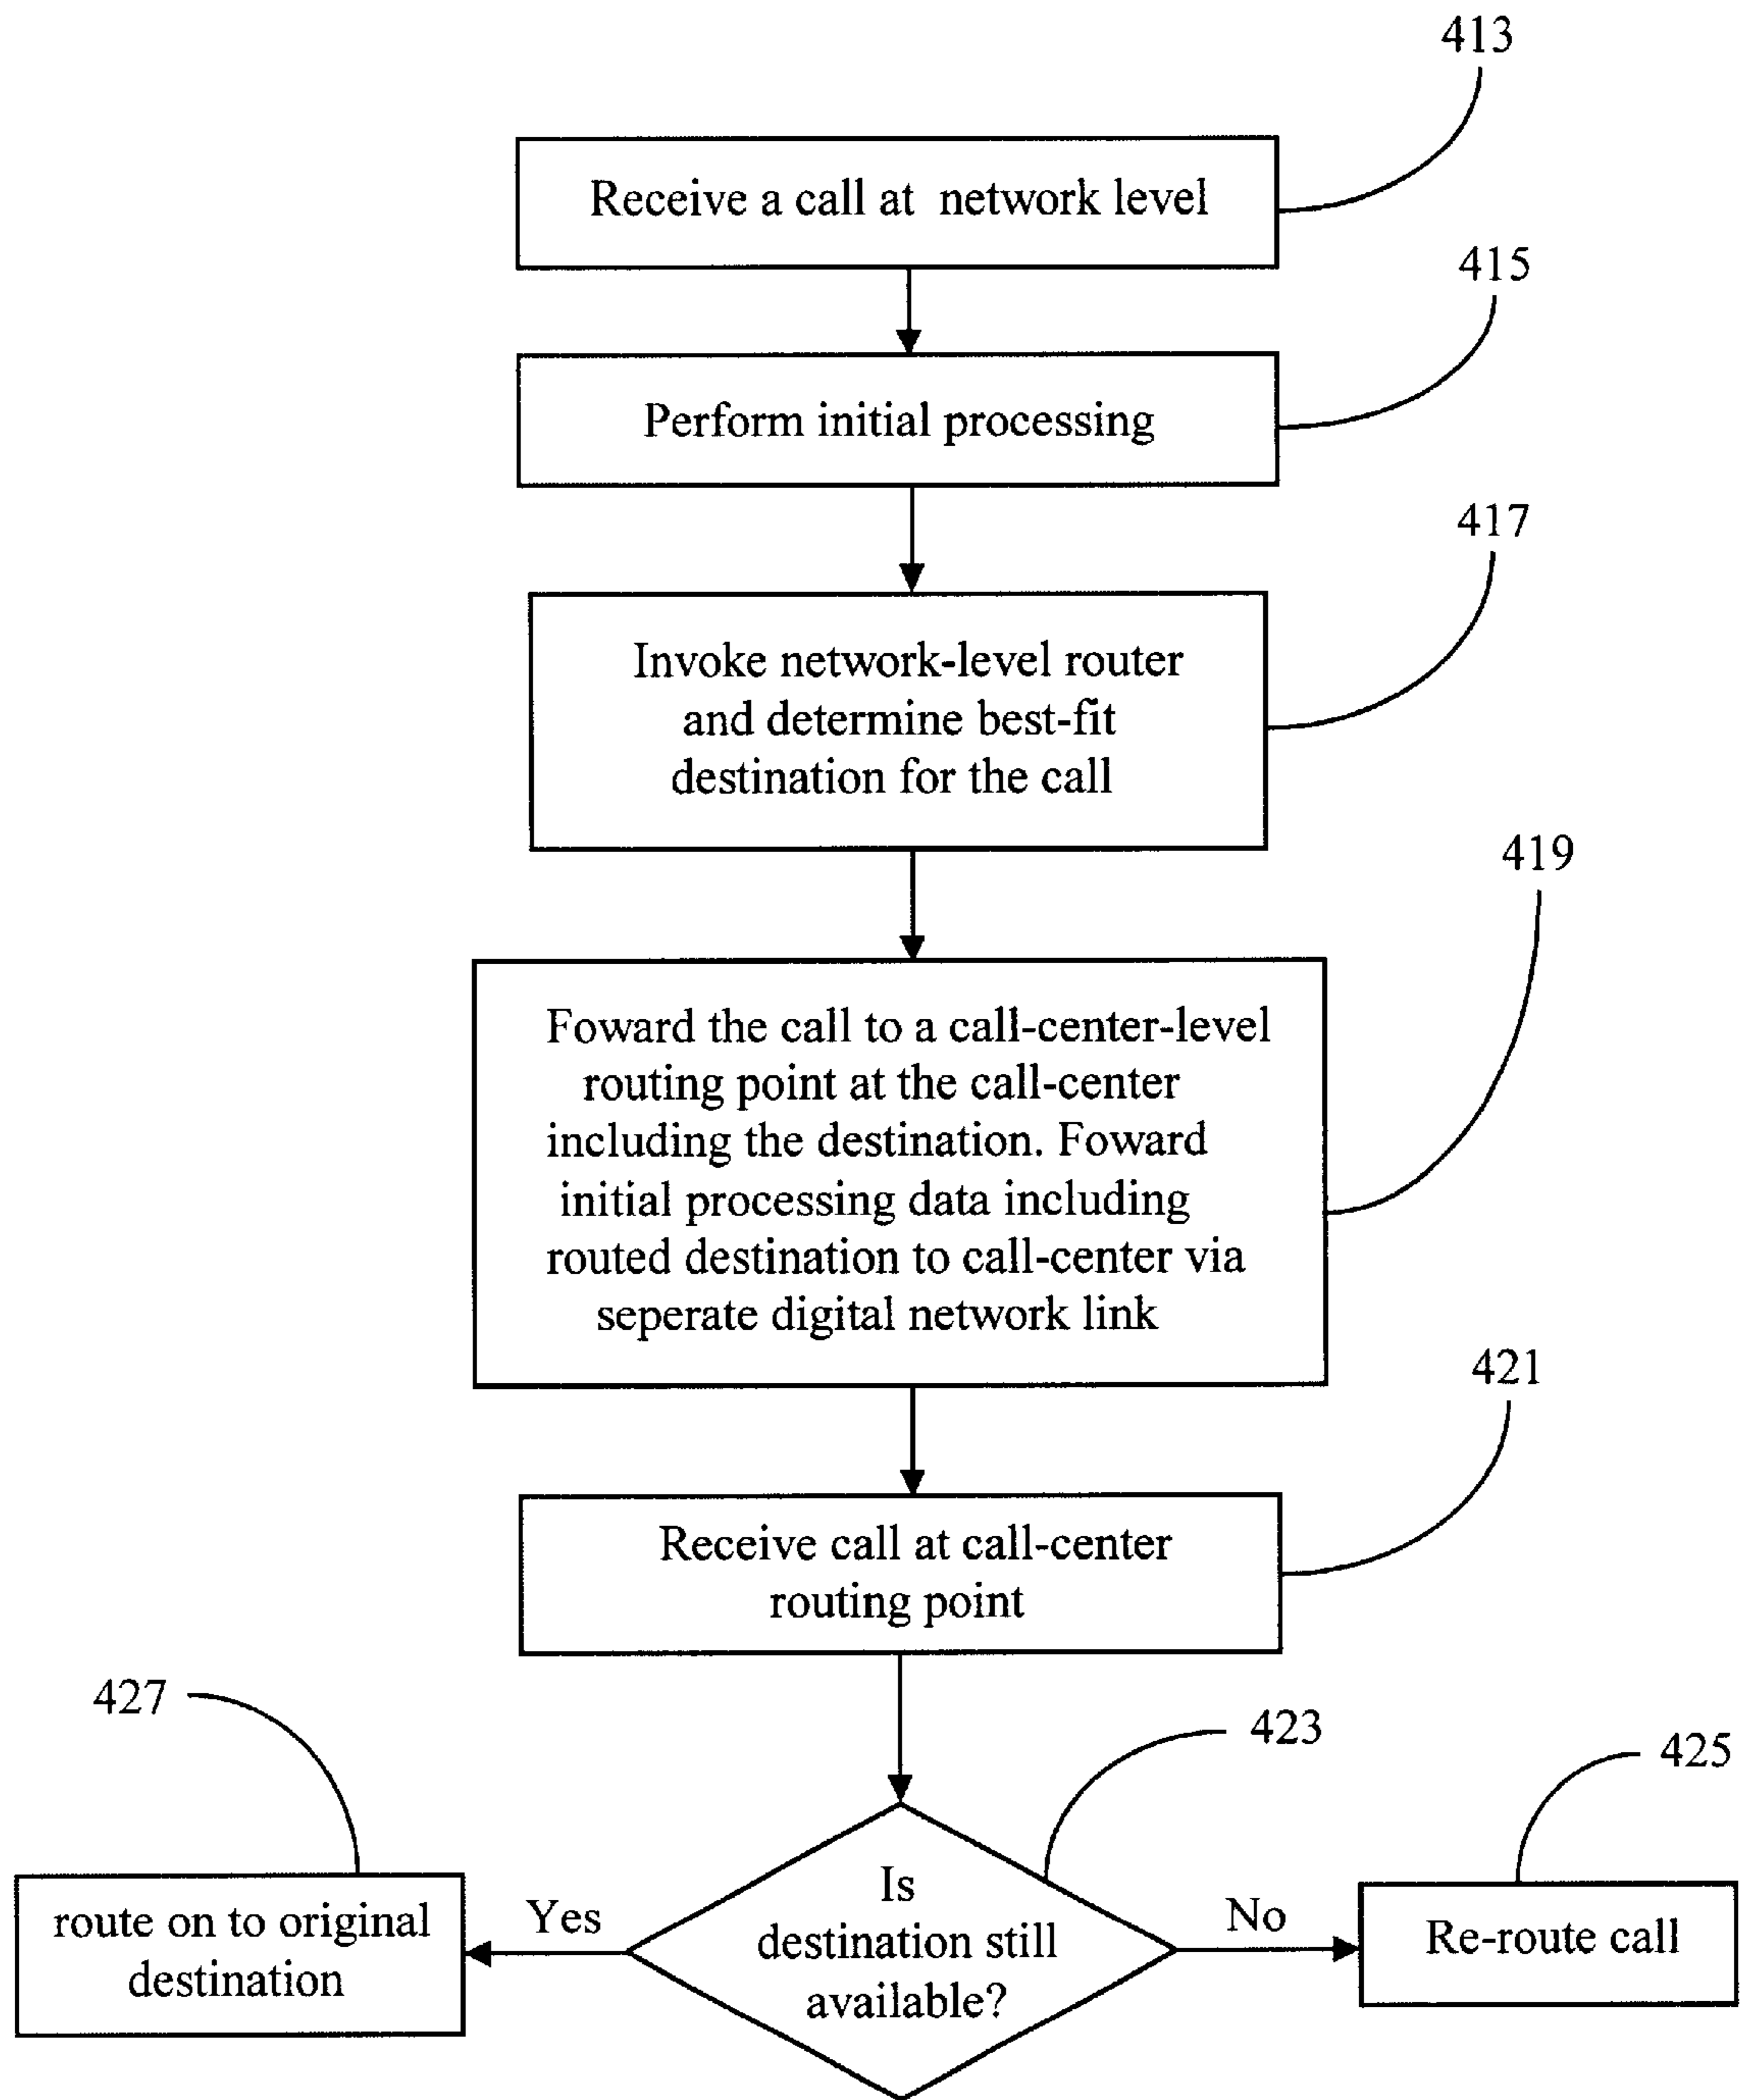 413
Receive a call at network level
415
Perform initial processing
417
Invoke network-level router
and determine best-fit
destination for the call
419
Foward the call to a call-center-level
routing point at the call-center
including the destination. Foward
initial processing data including
routed destination to call-center via
seperate digital network link
421
Receive call at call-center
routing point
427
423
425
route on to original
destination
Yes
Is
destination still
available?
No
Re-route call